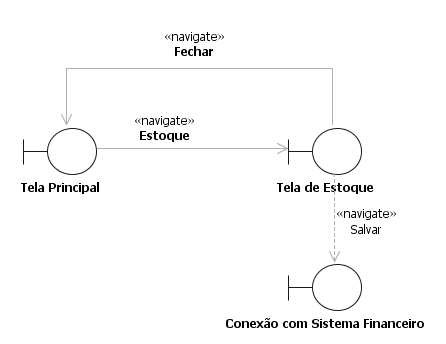 «navigate»
Fechar
«navigate»
Estoque
Tela Principal
Tela de Estoque
«navigate»
Salvar
Conexão com Sistema Financeiro